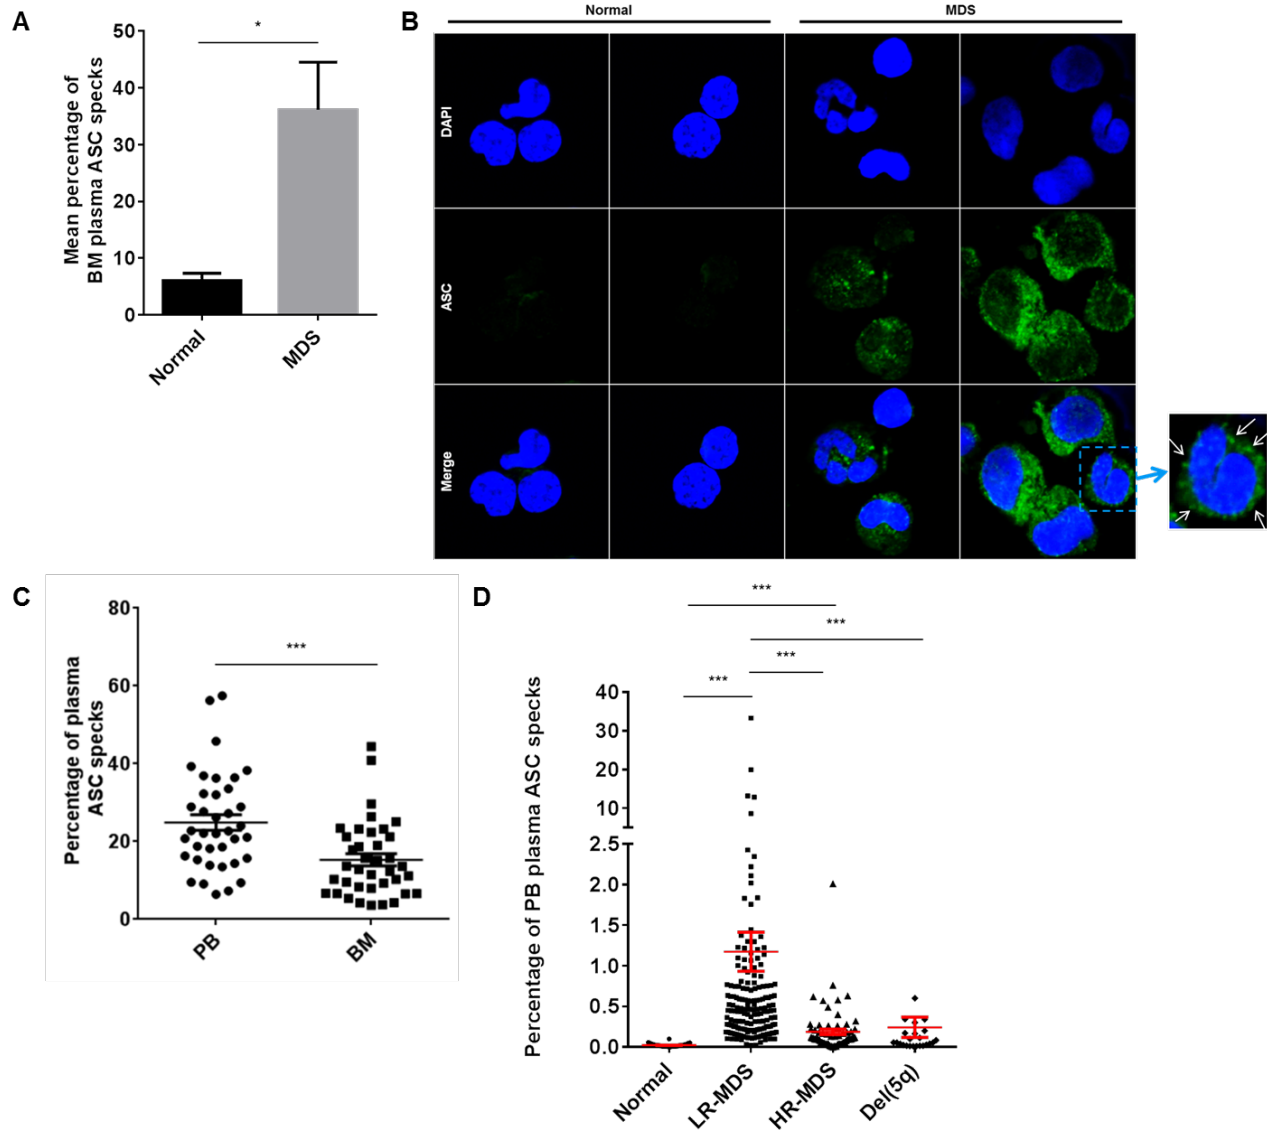 A
*
50
40
30
20
10
0
Mean percentage of
BM plasma ASC specks
Normal
MDS
B
Normal
MDS
DAPI
ASC
Merge
C
***
80
60
40
20
0
Percentage of plasma
ASC specks
PB
BM
D
***
***
***
***
40
30
20
10
2.5
2.0
1.5
1.0
0.5
0.0
Percentage of PB plasma ASC specks
Normal
LR-MDS
HR-MDS
Del(5q)